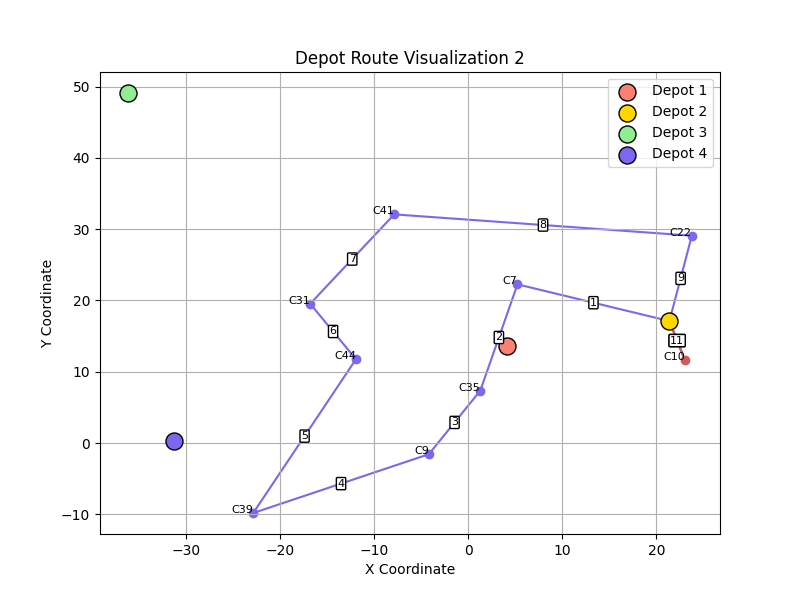 Depot Route Visualization 2
Depot 1
Depot 2
Depot 3
Depot 4
50
40
30
20
10
0
−10
Y Coordinate
C41
8
C22
7
9
C7
C31
1
6
2
11
C44
C10
C35
3
5
C9
4
C39
−30
−20
−10
0
10
20
X Coordinate